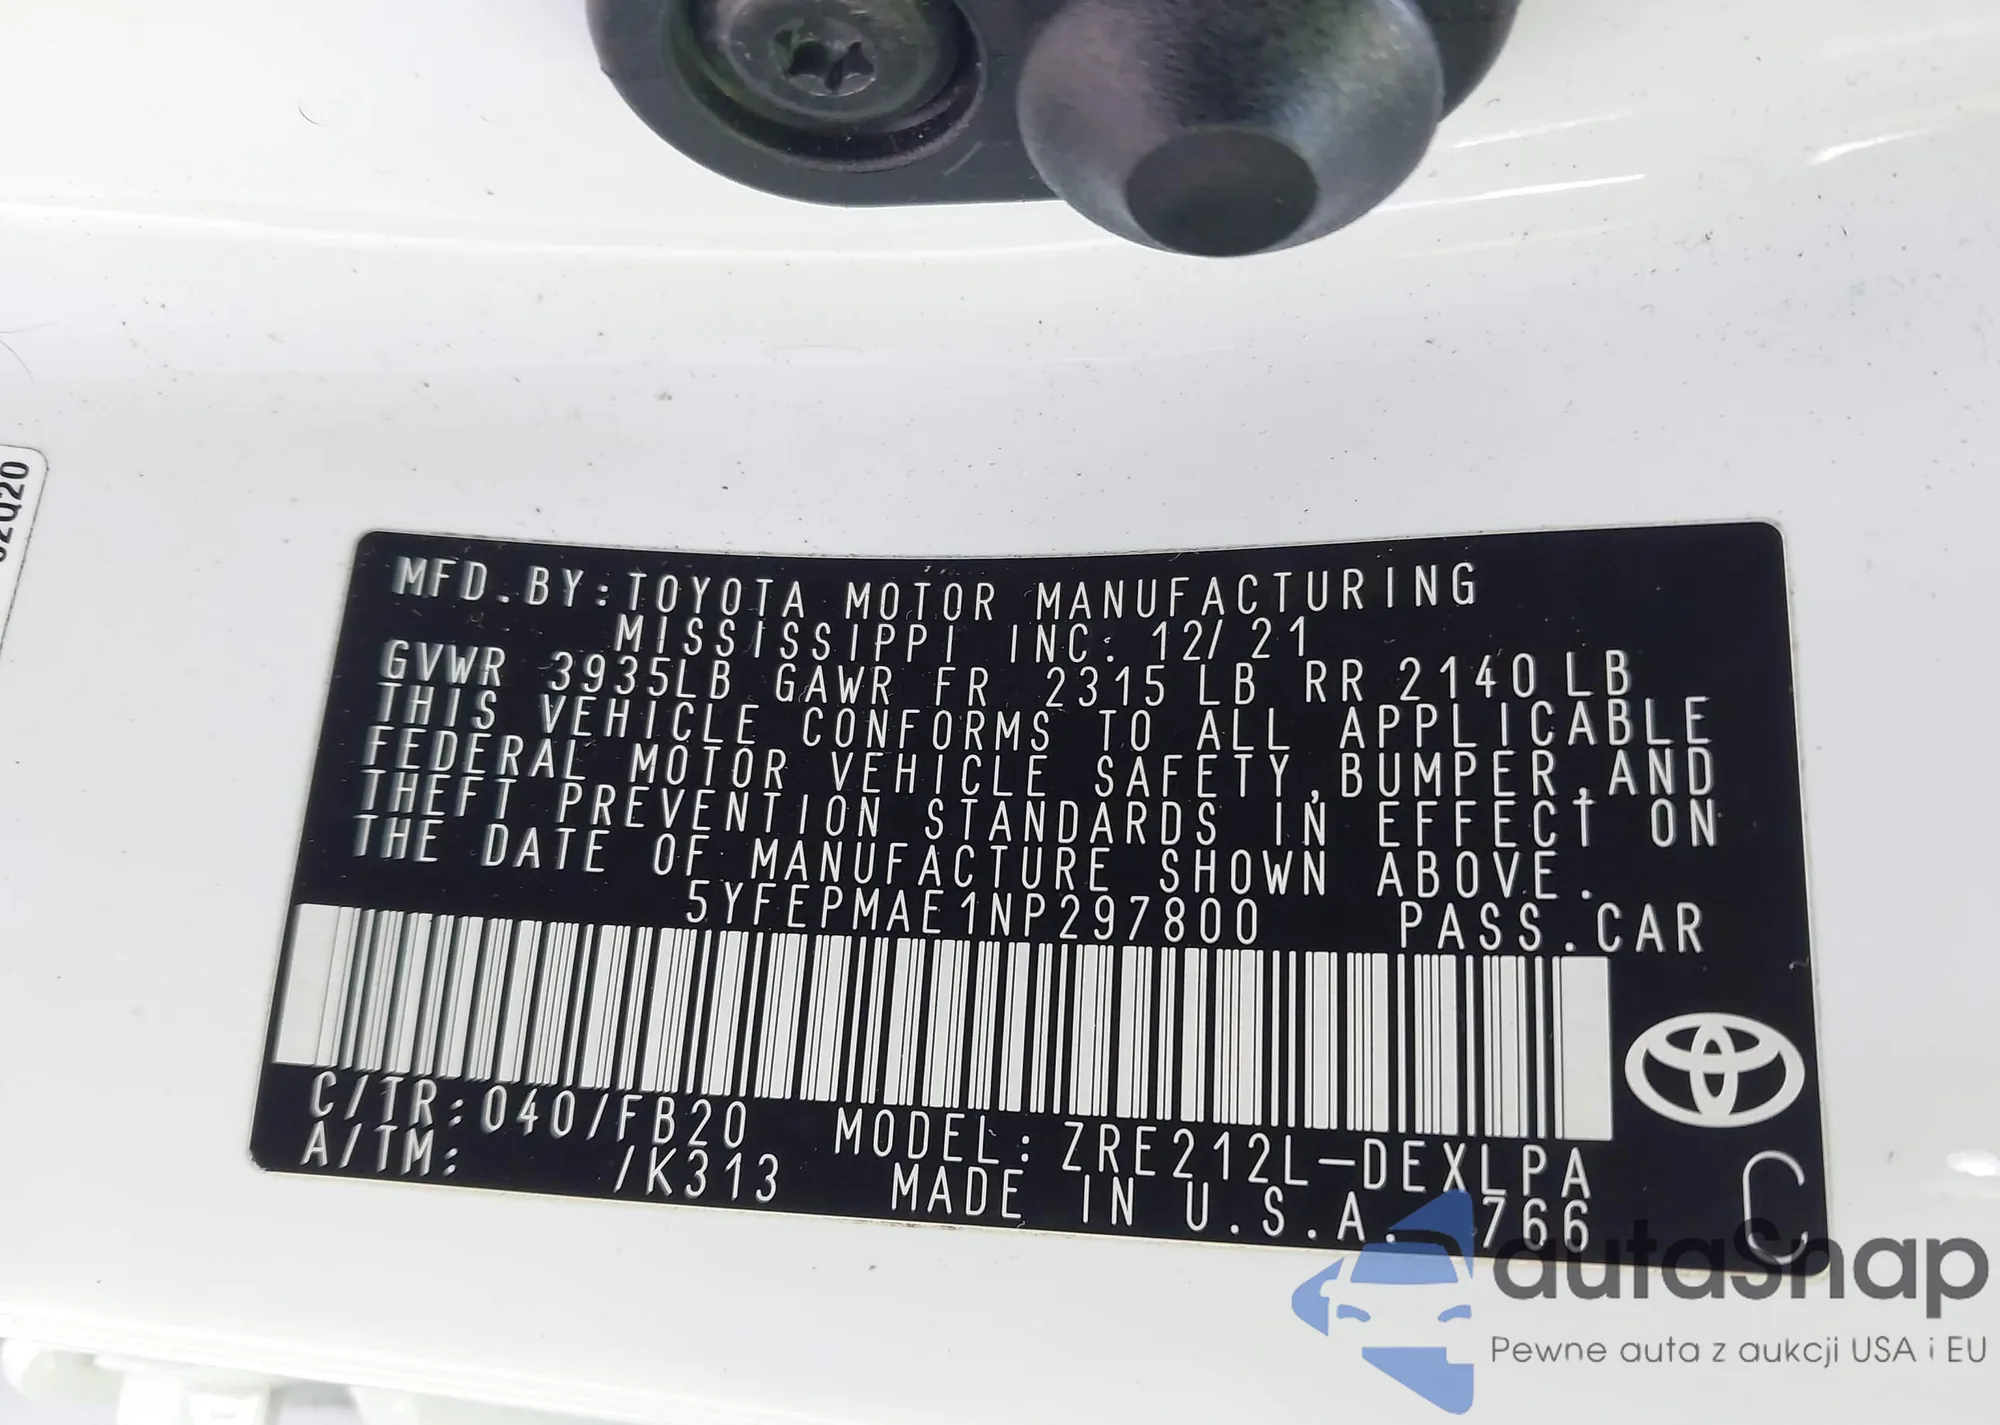 MFD.BY:TOYOTA MOTOR MANUFACTURING
MISSISSIPPI INC. 12/21
GVWR 3935LB GAWR FR 2315 LB RR 2140LB
THIS VEHICLE CONFORMS TO ALL APPLICABLE
FEDERAL MOTOR VEHICLE SAFETY,BUMPER,AND
THEFT PREVENTION STANDARDS IN EFFECT ON
THE DATE OF MANUFACTURE SHOWN ABOVE.
5YFEPMAE1NP297800 PASS.CAR
C/TR:040/FB20 MODEL:ZRE212L-DEXLPA
A/TM: /K313 MADE IN U.S.A. 766
C
autaSnap
Pewne auta z aukcji USA i EU